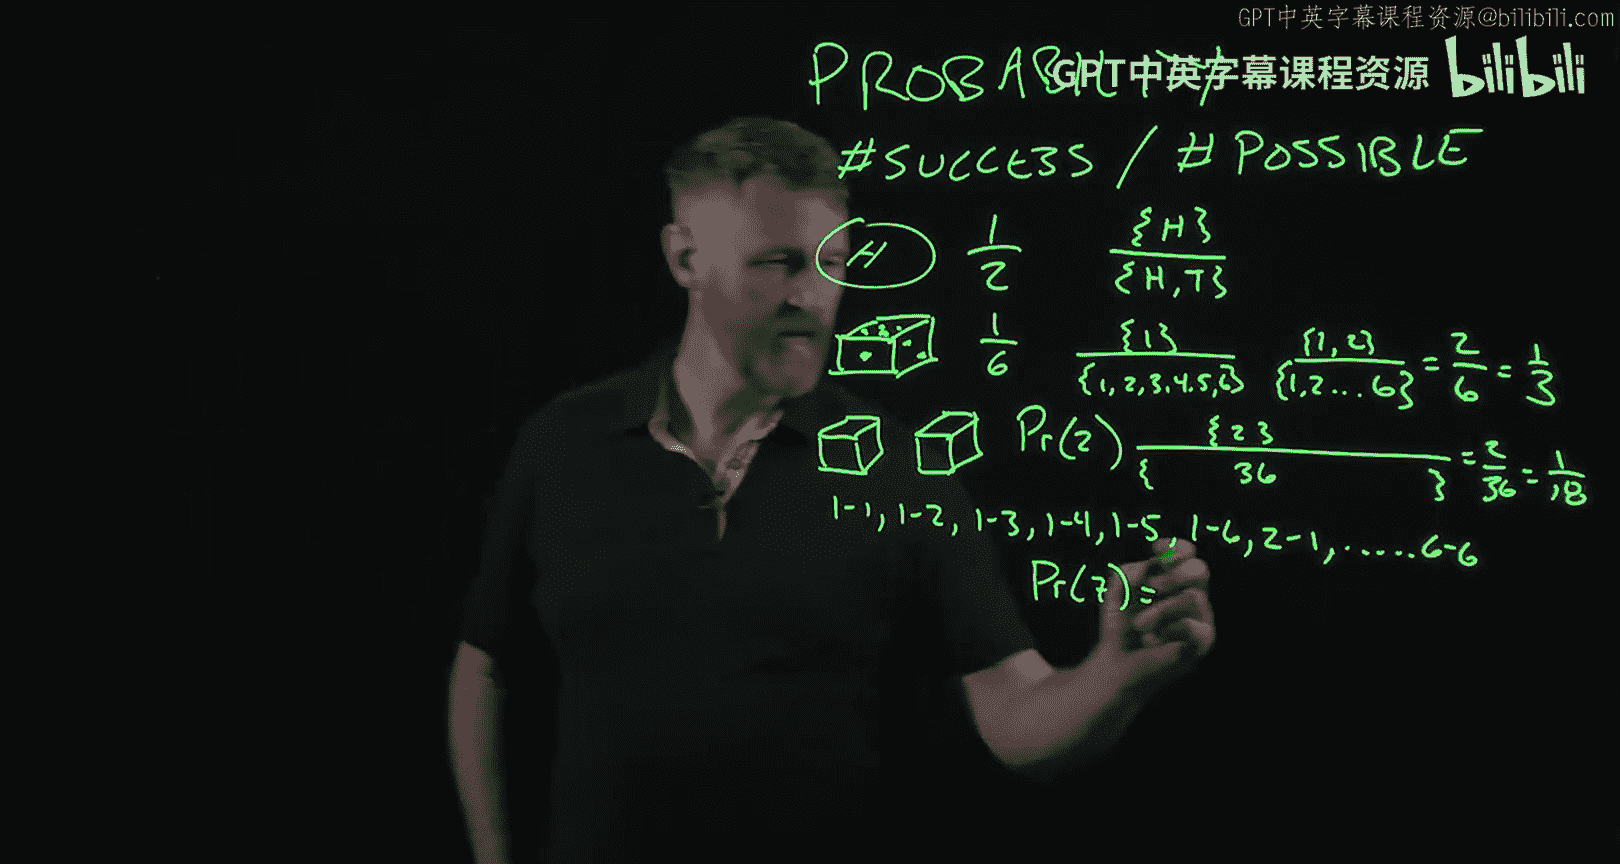 GPT中英字幕课程资源@bilibili.com
GPT中英字幕课程资源 bilibili
#SUCCESS / #POSSIBLE
H 1/2 {H}/{H,T}
1/6 {1}/{1,2,3.4.5,6} {1,2}/{1,2...6} = 2/6 = 1/3
Pr(2) {2}/{36} = 2/36 = 1/18
1-1, 1-2, 1-3, 1-4, 1-5, 1-6, 2-1, ......6-6
Pr(7) =